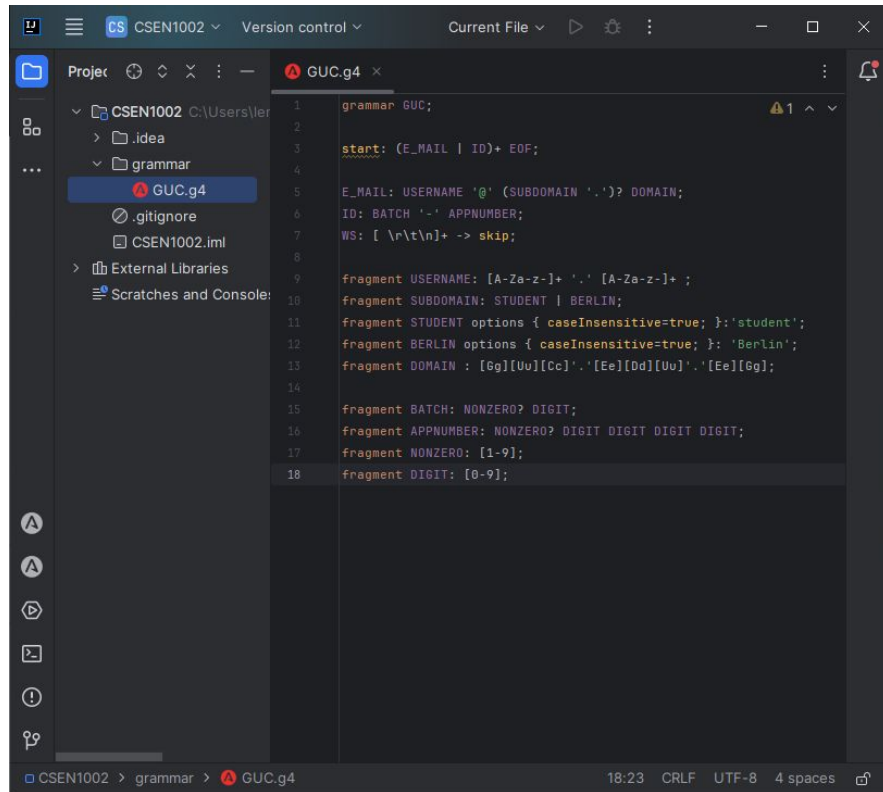 CS CSEN1002 Version control Current File
Projec
GUC.g4
CSEN1002 C:\Users\ler
.idea
grammar
GUC.g4
.gitignore
CSEN1002.iml
External Libraries
Scratches and Console:
1 grammar GUC; 1
2
3 start: (E_MAIL | ID)+ EOF;
4
5 E_MAIL: USERNAME '@' (SUBDOMAIN '.')? DOMAIN;
6 ID: BATCH '-' APPNUMBER;
7 WS: [ \r\t\n]+ -> skip;
8
9 fragment USERNAME: [A-Za-z-]+ '.' [A-Za-z-]+ ;
10 fragment SUBDOMAIN: STUDENT | BERLIN;
11 fragment STUDENT options { caseInsensitive=true; }:'student';
12 fragment BERLIN options { caseInsensitive=true; }: 'Berlin';
13 fragment DOMAIN : [Gg][Uu][Cc]'.'[Ee][Dd][Uu]'.'[Ee][Gg];
14
15 fragment BATCH: NONZERO? DIGIT;
16 fragment APPNUMBER: NONZERO? DIGIT DIGIT DIGIT DIGIT;
17 fragment NONZERO: [1-9];
18 fragment DIGIT: [0-9];
CSEN1002 > grammar > GUC.g4 18:23 CRLF UTF-8 4 spaces